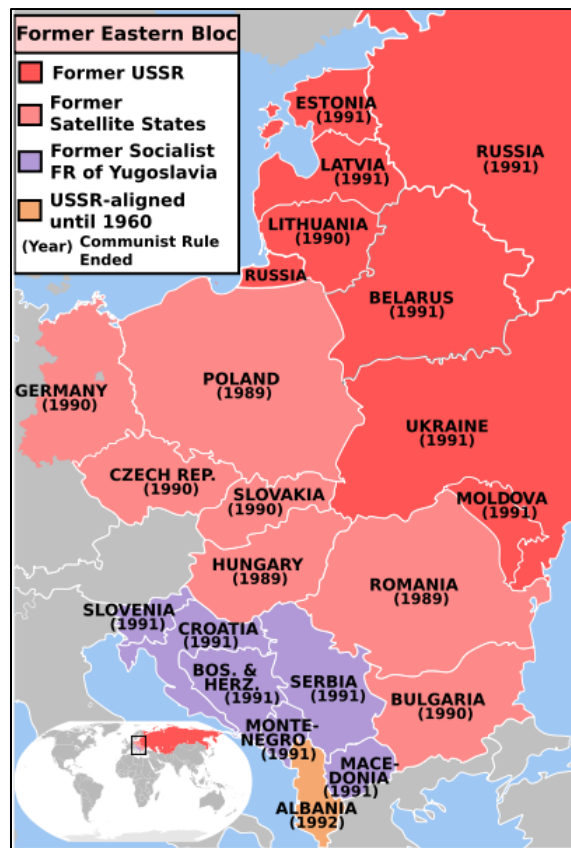 Former Eastern Bloc
Former USSR
Former
Satellite States
Former Socialist
FR of Yugoslavia
USSR-aligned
until 1960
(Year) Communist Rule
Ended
ESTONIA
(1991)
RUSSIA
(1991)
LATVIA
(1991)
LITHUANIA
(1990)
RUSSIA
BELARUS
(1991)
GERMANY
(1990)
POLAND
(1989)
UKRAINE
(1991)
CZECH REP.
(1990)
SLOVAKIA
(1990)
MOLDOVA
(1991)
HUNGARY
(1989)
ROMANIA
(1989)
SLOVENIA
(1991)
CROATIA
(1991)
BOS. &
HERZ.
(1991)
SERBIA
(1991)
BULGARIA
(1990)
MONTE-
NEGRO
(1991)
MACE-
DONIA
(1991)
ALBANIA
(1992)